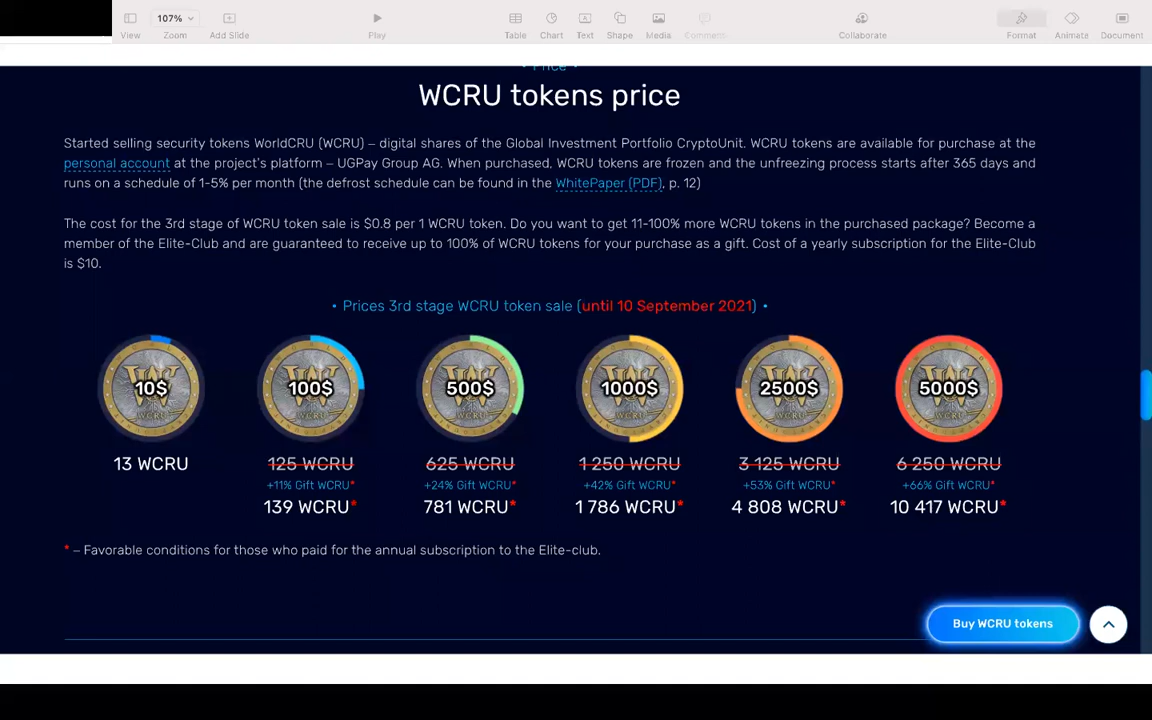 107%
View
Zoom
Add Slide
Play
Table
Chart
Text
Shape
Media
Comment
Collaborate
Format
Animate
Document
• Price •
WCRU tokens price
Started selling security tokens WorldCRU (WCRU) – digital shares of the Global Investment Portfolio CryptoUnit. WCRU tokens are available for purchase at the
personal account at the project's platform – UGPay Group AG. When purchased, WCRU tokens are frozen and the unfreezing process starts after 365 days and
runs on a schedule of 1-5% per month (the defrost schedule can be found in the WhitePaper (PDF), p. 12)
The cost for the 3rd stage of WCRU token sale is $0.8 per 1 WCRU token. Do you want to get 11-100% more WCRU tokens in the purchased package? Become a
member of the Elite-Club and are guaranteed to receive up to 100% of WCRU tokens for your purchase as a gift. Cost of a yearly subscription for the Elite-Club
is $10.
• Prices 3rd stage WCRU token sale (until 10 September 2021) •
10$ 100$ 500$ 1000$ 2500$ 5000$
WCRU WCRU WCRU WCRU WCRU WCRU
13 WCRU 125 WCRU 625 WCRU 1 250 WCRU 3 125 WCRU 6 250 WCRU
+11% Gift WCRU* +24% Gift WCRU* +42% Gift WCRU* +53% Gift WCRU* +66% Gift WCRU*
139 WCRU* 781 WCRU* 1 786 WCRU* 4 808 WCRU* 10 417 WCRU*
* – Favorable conditions for those who paid for the annual subscription to the Elite-club.
Buy WCRU tokens